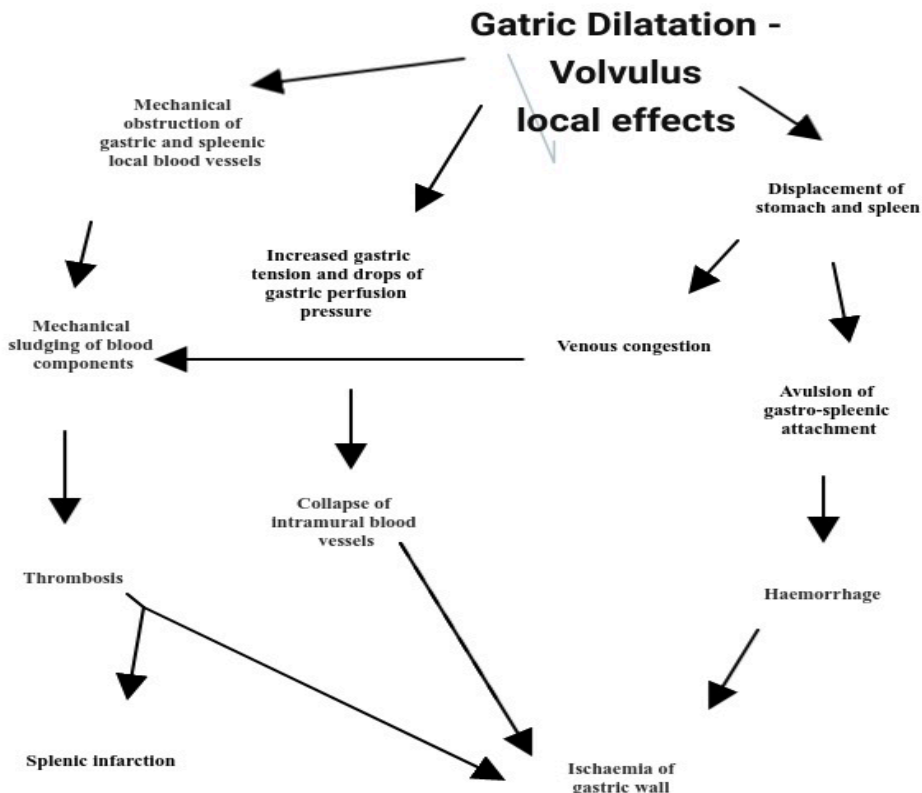 Gatric Dilatation -
Volvulus
local effects
Mechanical
obstruction of
gastric and spleenic
local blood vessels
Displacement of
stomach and spleen
Increased gastric
tension and drops of
gastric perfusion
pressure
Mechanical
sludging of blood
components
Venous congestion
Avulsion of
gastro-spleenic
attachment
Collapse of
intramural blood
vessels
Thrombosis
Haemorrhage
Splenic infarction
Ischaemia of
gastric wall